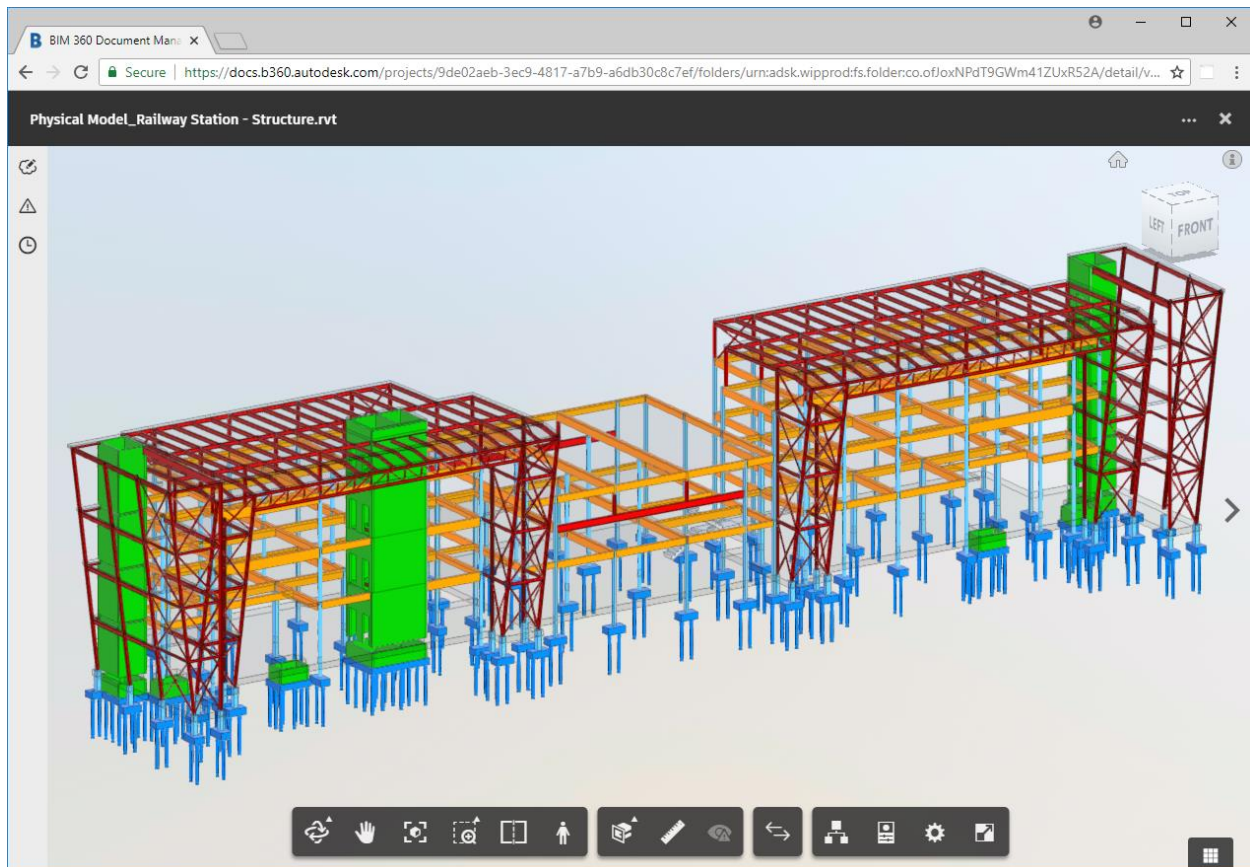 BIM 360 Document Mana
Secure | https://docs.b360.autodesk.com/projects/9de02aeb-3ec9-4817-a7b9-a6db30c8c7ef/folders/urn:adsk.wipprod:fs.folder:co.ofJoxNPdT9GWm41ZUxR52A/detail/v...
Physical Model_Railway Station - Structure.rvt
TOP
LEFT
FRONT